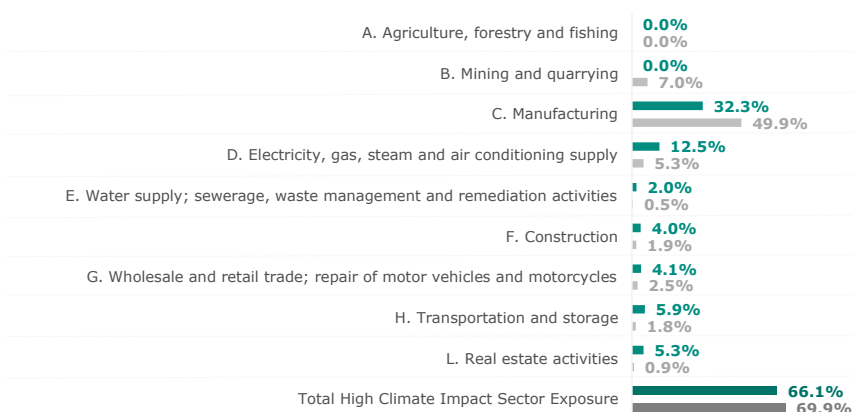 A. Agriculture, forestry and fishing
0.0%
0.0%
B. Mining and quarrying
0.0%
7.0%
C. Manufacturing
32.3%
49.9%
D. Electricity, gas, steam and air conditioning supply
12.5%
5.3%
E. Water supply; sewerage, waste management and remediation activities
2.0%
0.5%
F. Construction
4.0%
1.9%
G. Wholesale and retail trade; repair of motor vehicles and motorcycles
4.1%
2.5%
H. Transportation and storage
5.9%
1.8%
L. Real estate activities
5.3%
0.9%
Total High Climate Impact Sector Exposure
66.1%
69.9%